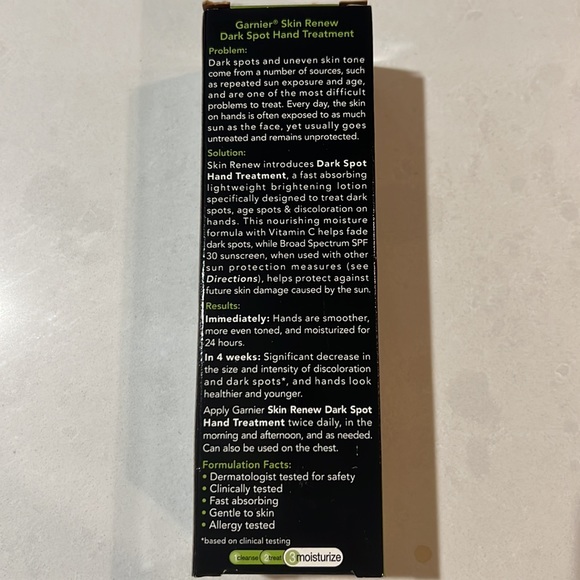 Garnier® Skin Renew
Dark Spot Hand Treatment
Problem:
Dark spots and uneven skin tone
come from a number of sources, such
as repeated sun exposure and age,
and are one of the most difficult
problems to treat. Every day, the skin
on hands is often exposed to as much
sun as the face, yet usually goes
untreated and remains unprotected.
Solution:
Skin Renew introduces Dark Spot
Hand Treatment, a fast absorbing
lightweight brightening lotion
specifically designed to treat dark
spots, age spots & discoloration on
hands. This nourishing moisture
formula with Vitamin C helps fade
dark spots, while Broad Spectrum SPF
30 sunscreen, when used with other
sun protection measures (see
Directions), helps protect against
future skin damage caused by the sun.
Results:
Immediately: Hands are smoother,
more even toned, and moisturized for
24 hours.
In 4 weeks: Significant decrease in
the size and intensity of discoloration
and dark spots*, and hands look
healthier and younger.
Apply Garnier Skin Renew Dark Spot
Hand Treatment twice daily, in the
morning and afternoon, and as needed.
Can also be used on the chest.
Formulation Facts:
• Dermatologist tested for safety
• Clinically tested
• Fast absorbing
• Gentle to skin
• Allergy tested
*based on clinical testing
1 cleanse 2 treat 3 moisturize